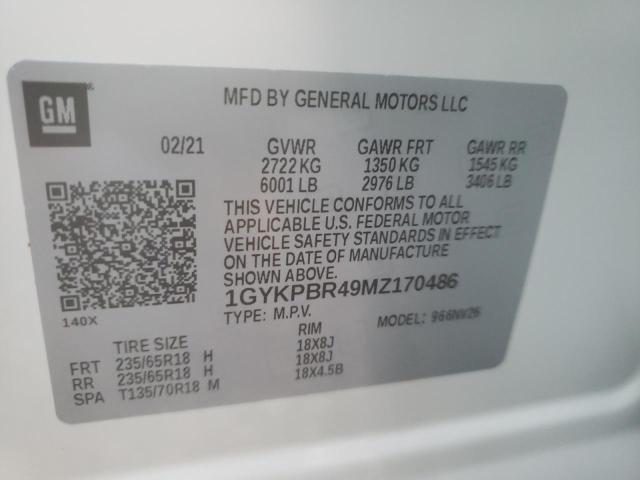 GM
MFD BY GENERAL MOTORS LLC
02/21 GVWR GAWR FRT GAWR RR
2722 KG 1350 KG 1545 KG
6001 LB 2976 LB 3406 LB
THIS VEHICLE CONFORMS TO ALL
APPLICABLE U.S. FEDERAL MOTOR
VEHICLE SAFETY STANDARDS IN EFFECT
ON THE DATE OF MANUFACTURE
SHOWN ABOVE.
1GYKPBR49MZ170486
140X TYPE: M.P.V. MODEL: 966NV26
TIRE SIZE RIM
FRT 235/65R18 H 18X8J
RR 235/65R18 H 18X8J
SPA T135/70R18 M 18X4.5B